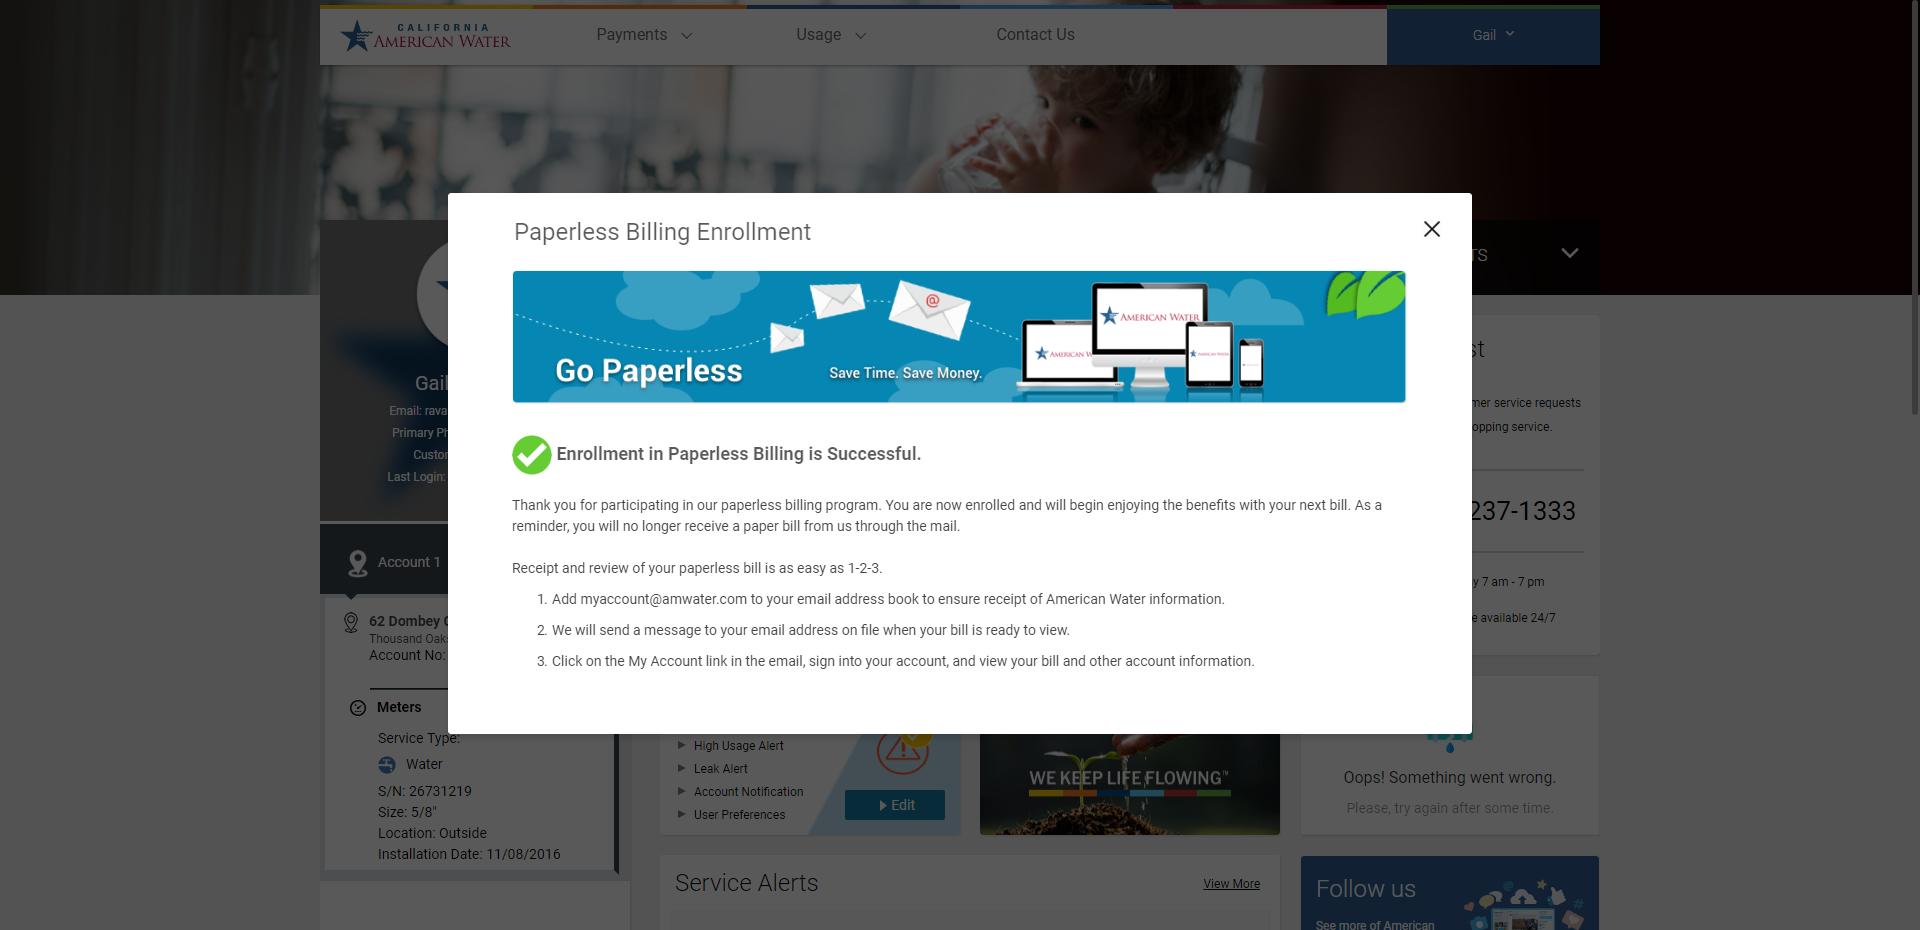 CALIFORNIA
AMERICAN WATER
Payments
Usage
Contact Us
Gail
Paperless Billing Enrollment
@
AMERICAN WATER
AMERICAN
Go Paperless
Save Time. Save Money.
Enrollment in Paperless Billing is Successful.
Thank you for participating in our paperless billing program. You are now enrolled and will begin enjoying the benefits with your next bill. As a
reminder, you will no longer receive a paper bill from us through the mail.
Receipt and review of your paperless bill is as easy as 1-2-3.
1. Add myaccount@amwater.com to your email address book to ensure receipt of American Water information.
2. We will send a message to your email address on file when your bill is ready to view.
3. Click on the My Account link in the email, sign into your account, and view your bill and other account information.
Gail
Email: rava
Primary Ph
Custor
Last Login:
Account 1
62 Dombey
Thousand Oaks
Account No:
Meters
Service Type:
Water
S/N: 26731219
Size: 5/8"
Location: Outside
Installation Date: 11/08/2016
High Usage Alert
Leak Alert
Account Notification
User Preferences
Edit
WE KEEP LIFE FLOWING™
Service Alerts
View More
TS
st
mer service requests
opping service.
237-1333
y 7 am - 7 pm
e available 24/7
Oops! Something went wrong.
Please, try again after some time.
Follow us
See more of American